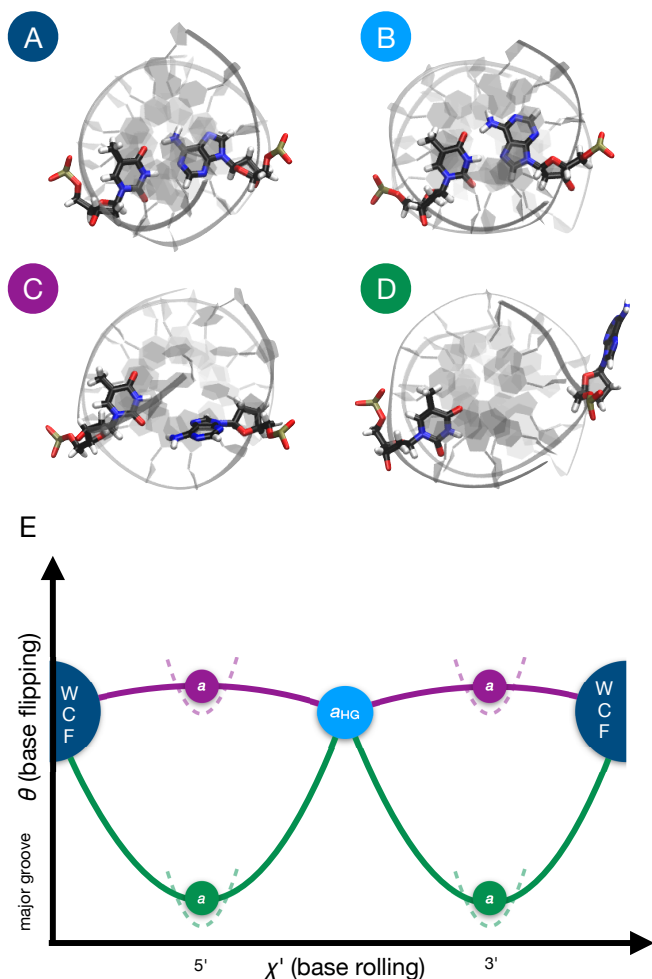 A
B
C
D
E
θ (base flipping)
major groove
W
C
F
a
aHG
a
W
C
F
a
a
5'
χ' (base rolling)
3'